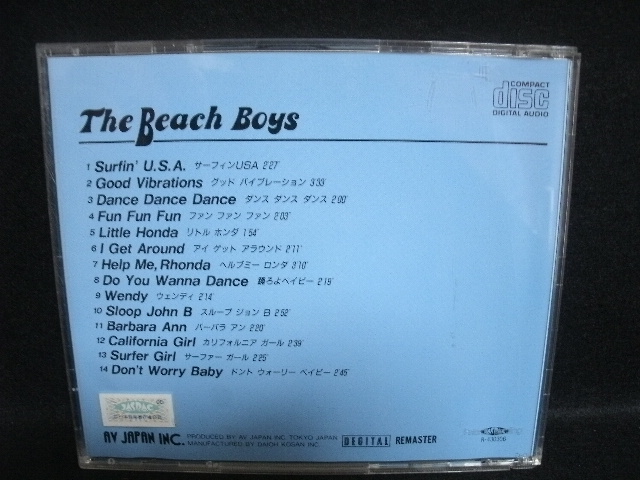 COMPACT
disc
DIGITAL AUDIO
The Beach Boys
1 Surfin' U.S.A. サーフィンUSA 2'27"
2 Good Vibrations グッド バイブレーション 3'33"
3 Dance Dance Dance ダンス ダンス ダンス 2'00"
4 Fun Fun Fun ファン ファン ファン 2'03"
5 Little Honda リトル ホンダ 1'54"
6 I Get Around アイ ゲット アラウンド 2'11"
7 Help Me, Rhonda ヘルプミー ロンダ 3'10"
8 Do You Wanna Dance 踊ろよベイビー 2'19"
9 Wendy ウェンディ 2'14"
10 Sloop John B スループ ジョン B 2'52"
11 Barbara Ann バーバラ アン 2'20"
12 California Girl カリフォルニア ガール 2'39"
13 Surfer Girl サーファー ガール 2'25"
14 Don't Worry Baby ドント ウォーリー ベイビー 2'45"
JASRAC
AV JAPAN INC. PRODUCED BY AV JAPAN INC. TOKYO JAPAN DEGITAL REMASTER
MANUFACTURED BY DAIICHI KOSAN INC.